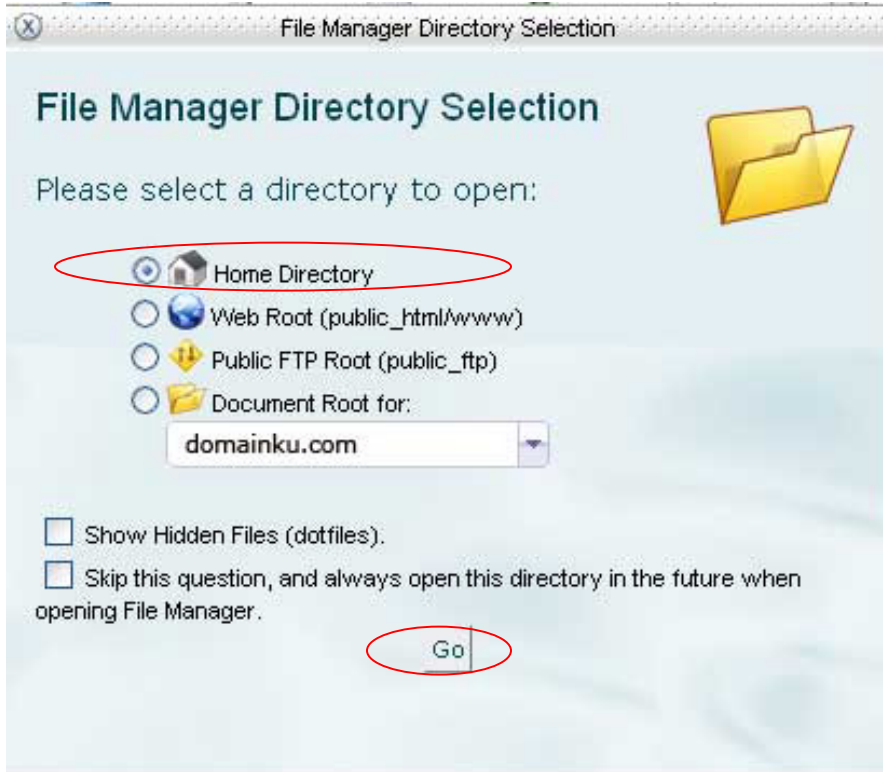 File Manager Directory Selection
File Manager Directory Selection
Please select a directory to open:
Home Directory
Web Root (public_html/www)
Public FTP Root (public_ftp)
Document Root for:
domainku.com
Show Hidden Files (dotfiles).
Skip this question, and always open this directory in the future when
opening File Manager.
Go